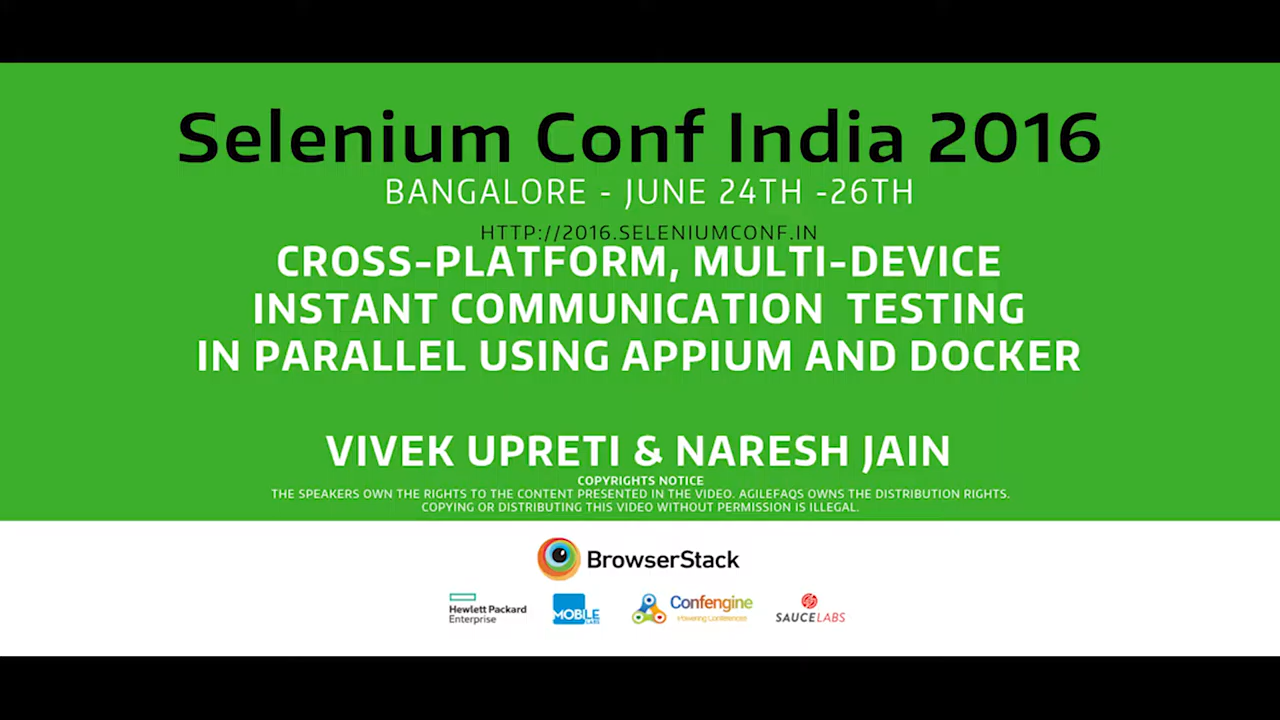 Selenium Conf India 2016
BANGALORE - JUNE 24TH -26TH
HTTP://2016.SELENIUMCONF.IN
CROSS-PLATFORM, MULTI-DEVICE
INSTANT COMMUNICATION TESTING
IN PARALLEL USING APPIUM AND DOCKER
VIVEK UPRETI & NARESH JAIN
COPYRIGHTS NOTICE
THE SPEAKERS OWN THE RIGHTS TO THE CONTENT PRESENTED IN THE VIDEO. AGILEFAQS OWNS THE DISTRIBUTION RIGHTS.
COPYING OR DISTRIBUTING THIS VIDEO WITHOUT PERMISSION IS ILLEGAL.
BrowserStack
Hewlett Packard
Enterprise
MOBILE
LABS
Confengine
Powering Conferences
SAUCELABS